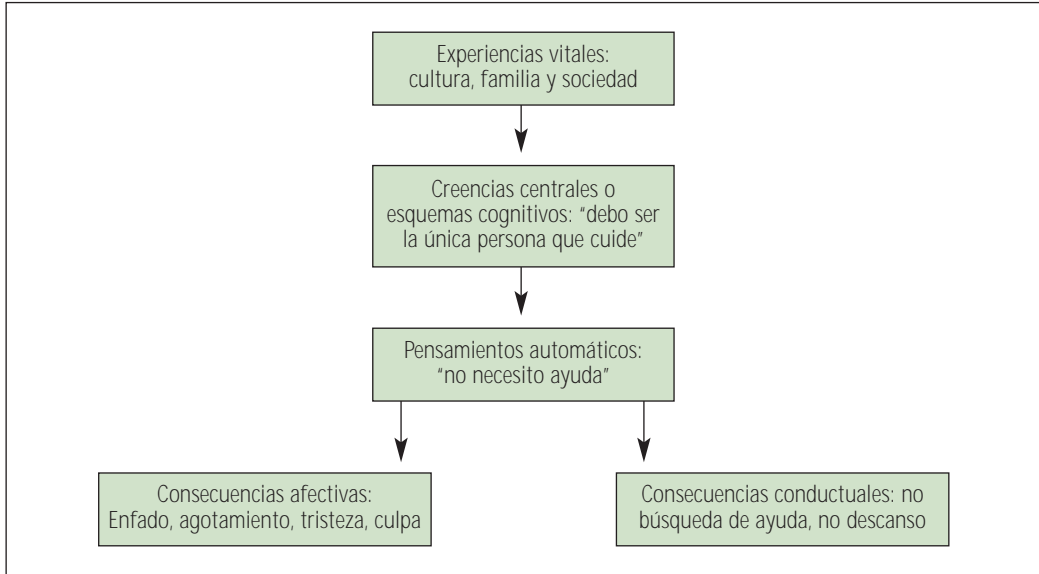 Experiencias vitales:
cultura, familia y sociedad
Creencias centrales o
esquemas cognitivos: “debo ser
la única persona que cuide”
Pensamientos automáticos:
“no necesito ayuda”
Consecuencias afectivas:
Enfado, agotamiento, tristeza, culpa
Consecuencias conductuales: no
búsqueda de ayuda, no descanso